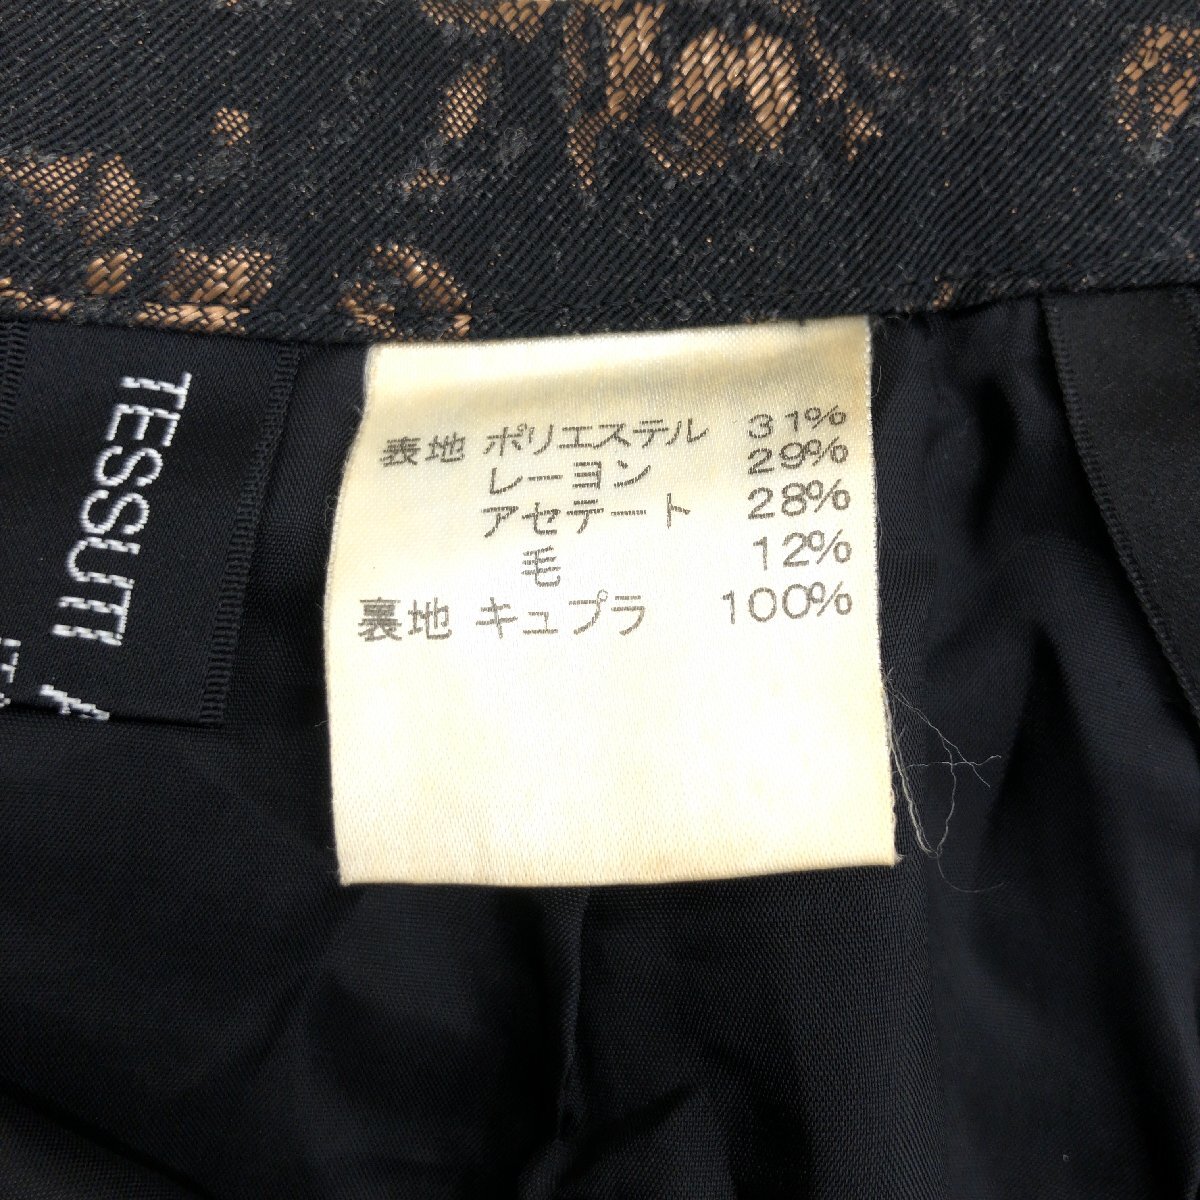 表地 ポリエステル 31%
レーヨン 29%
アセテート 28%
毛 12%
裏地 キュプラ 100%
TESSUTI